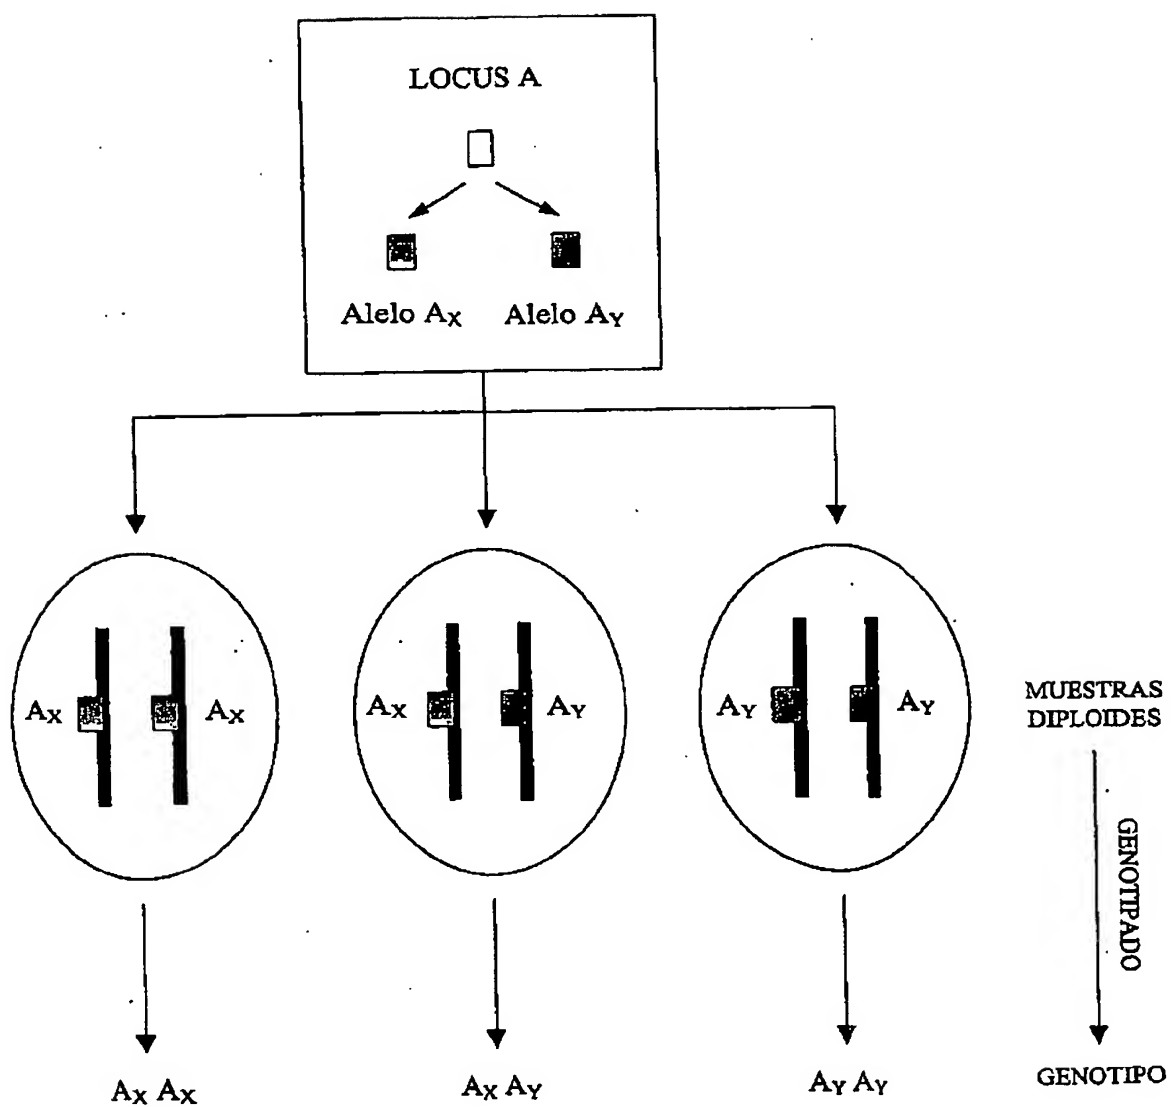 LOCUS A
Alelo AX Alelo AY
AX AX
AX AY
AY AY
MUESTRAS
DIPLOIDES
GENOTIPADO
AX AX
AX AY
AY AY
GENOTIPO